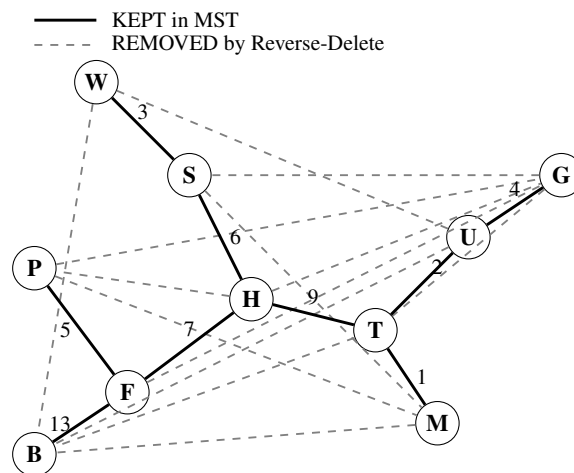 KEPT in MST
REMOVED by Reverse-Delete
W
3
S
G
4
6
U
P
2
H
9
5
7
T
1
F
13
M
B